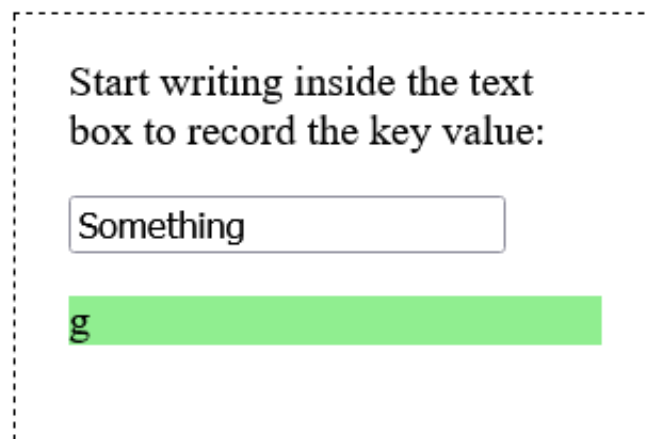 Start writing inside the text
box to record the key value:
Something
g